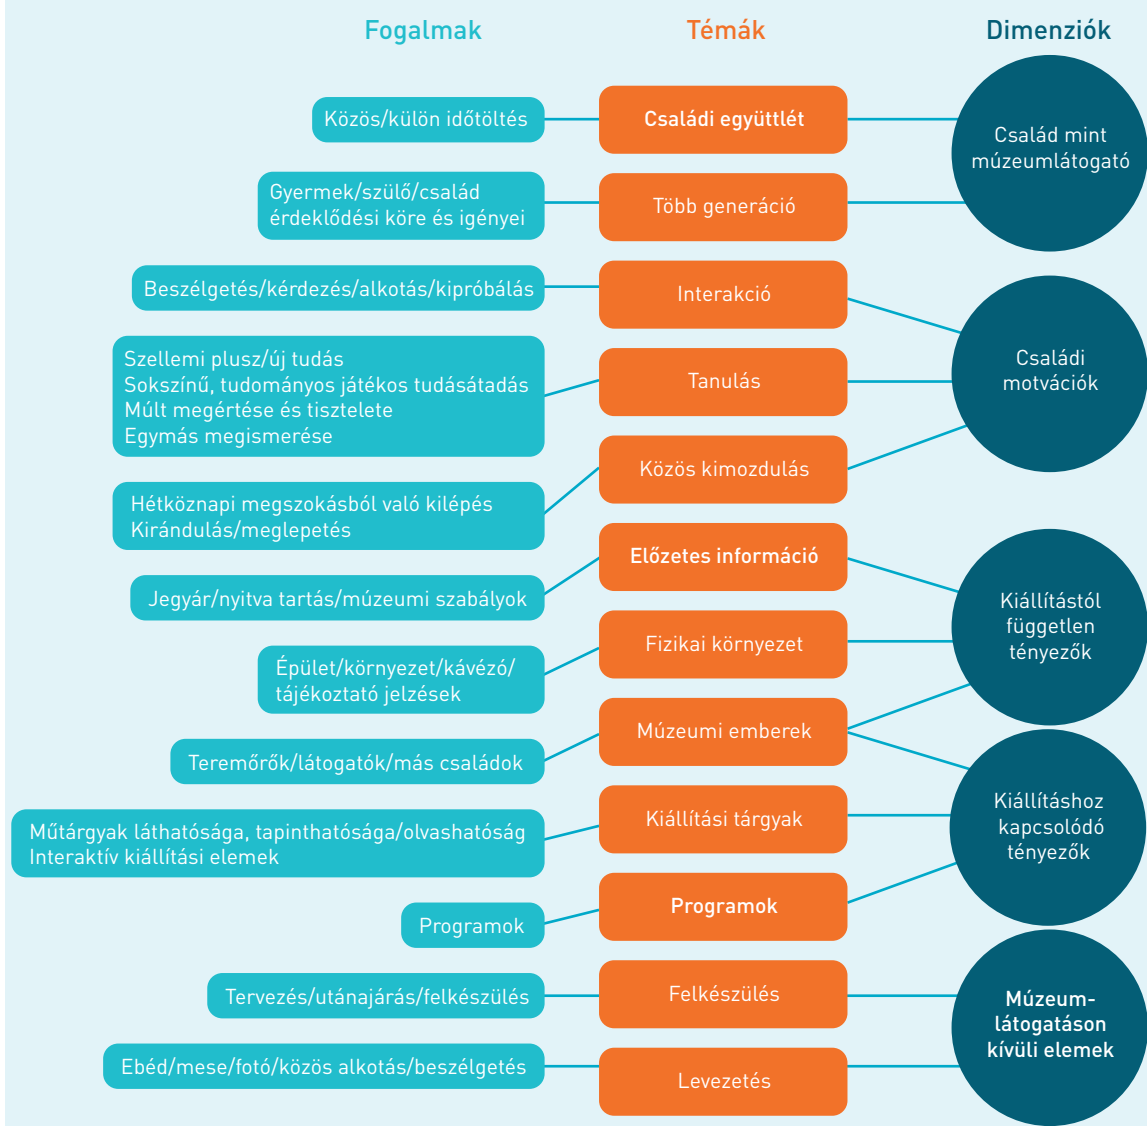 Fogalmak
Témák
Dimenziók
Közös/külön időtöltés
Családi együttlét
Család mint
múzeumlátogató
Gyermek/szülő/család
érdeklődési köre és igényei
Több generáció
Beszélgetés/kérdezés/alkotás/kipróbálás
Interakció
Szellemi plusz/új tudás
Sokszínű, tudományos játékos tudásátadás
Múlt megértése és tisztelete
Egymás megismerése
Tanulás
Családi
motvációk
Hétköznapi megszokásból való kilépés
Kirándulás/meglepetés
Közös kimozdulás
Jegyár/nyitva tartás/múzeumi szabályok
Előzetes információ
Kiállítástól
független
tényezők
Épület/környezet/kávézó/
tájékoztató jelzések
Fizikai környezet
Teremőrők/látogatók/más családok
Múzeumi emberek
Műtárgyak láthatósága, tapinthatósága/olvashatóság
Interaktív kiállítási elemek
Kiállítási tárgyak
Kiállításhoz
kapcsolódó
tényezők
Programok
Programok
Tervezés/utánajárás/felkészülés
Felkészülés
Múzeum-
látogatáson
kívüli elemek
Ebéd/mese/fotó/közös alkotás/beszélgetés
Levezetés